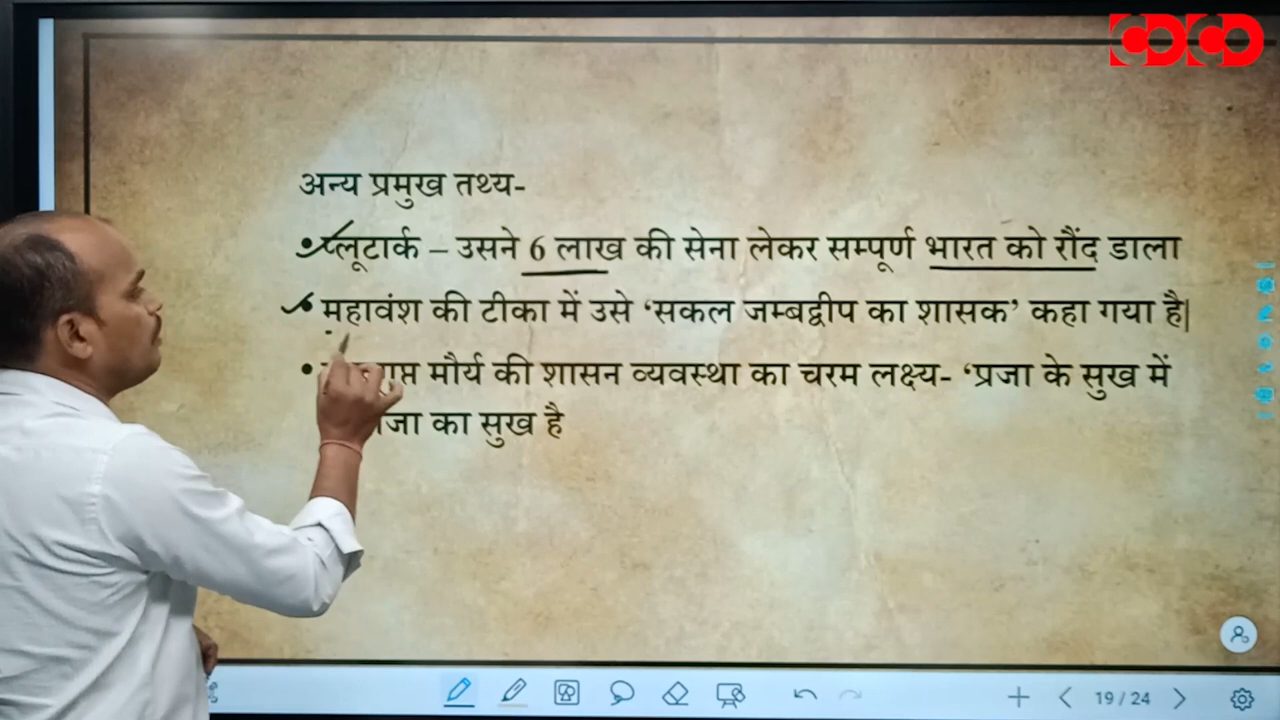 अन्य प्रमुख तथ्य-
•प्लूटार्क – उसने 6 लाख की सेना लेकर सम्पूर्ण भारत को रौंद डाला
• महावंश की टीका में उसे ‘सकल जम्बद्वीप का शासक’ कहा गया है|
• मौर्य की शासन व्यवस्था का चरम लक्ष्य- ‘प्रजा के सुख में
का सुख है
19 / 24